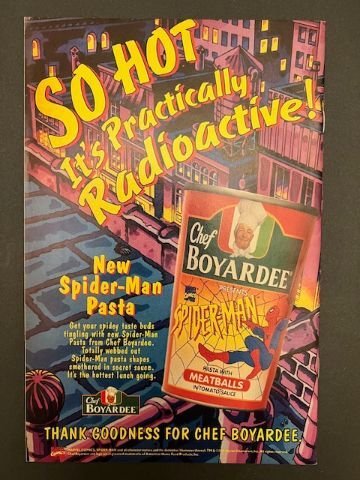 SO HOT
It's Practically
Radioactive!
New
Spider-Man
Pasta
Get your spidey taste buds
tingling with new Spider-Man
Pasta from Chef Boyardee.
Totally webbed out
Spider-Man pasta shapes
smothered in secret sauce.
It's the hottest lunch going.
Chef
BOYARDEE
PRESENTS
SPIDER-MAN
PASTA WITH
MEATBALLS
IN TOMATO SAUCE
Chef
BOYARDEE
THANK GOODNESS FOR CHEF BOYARDEE.